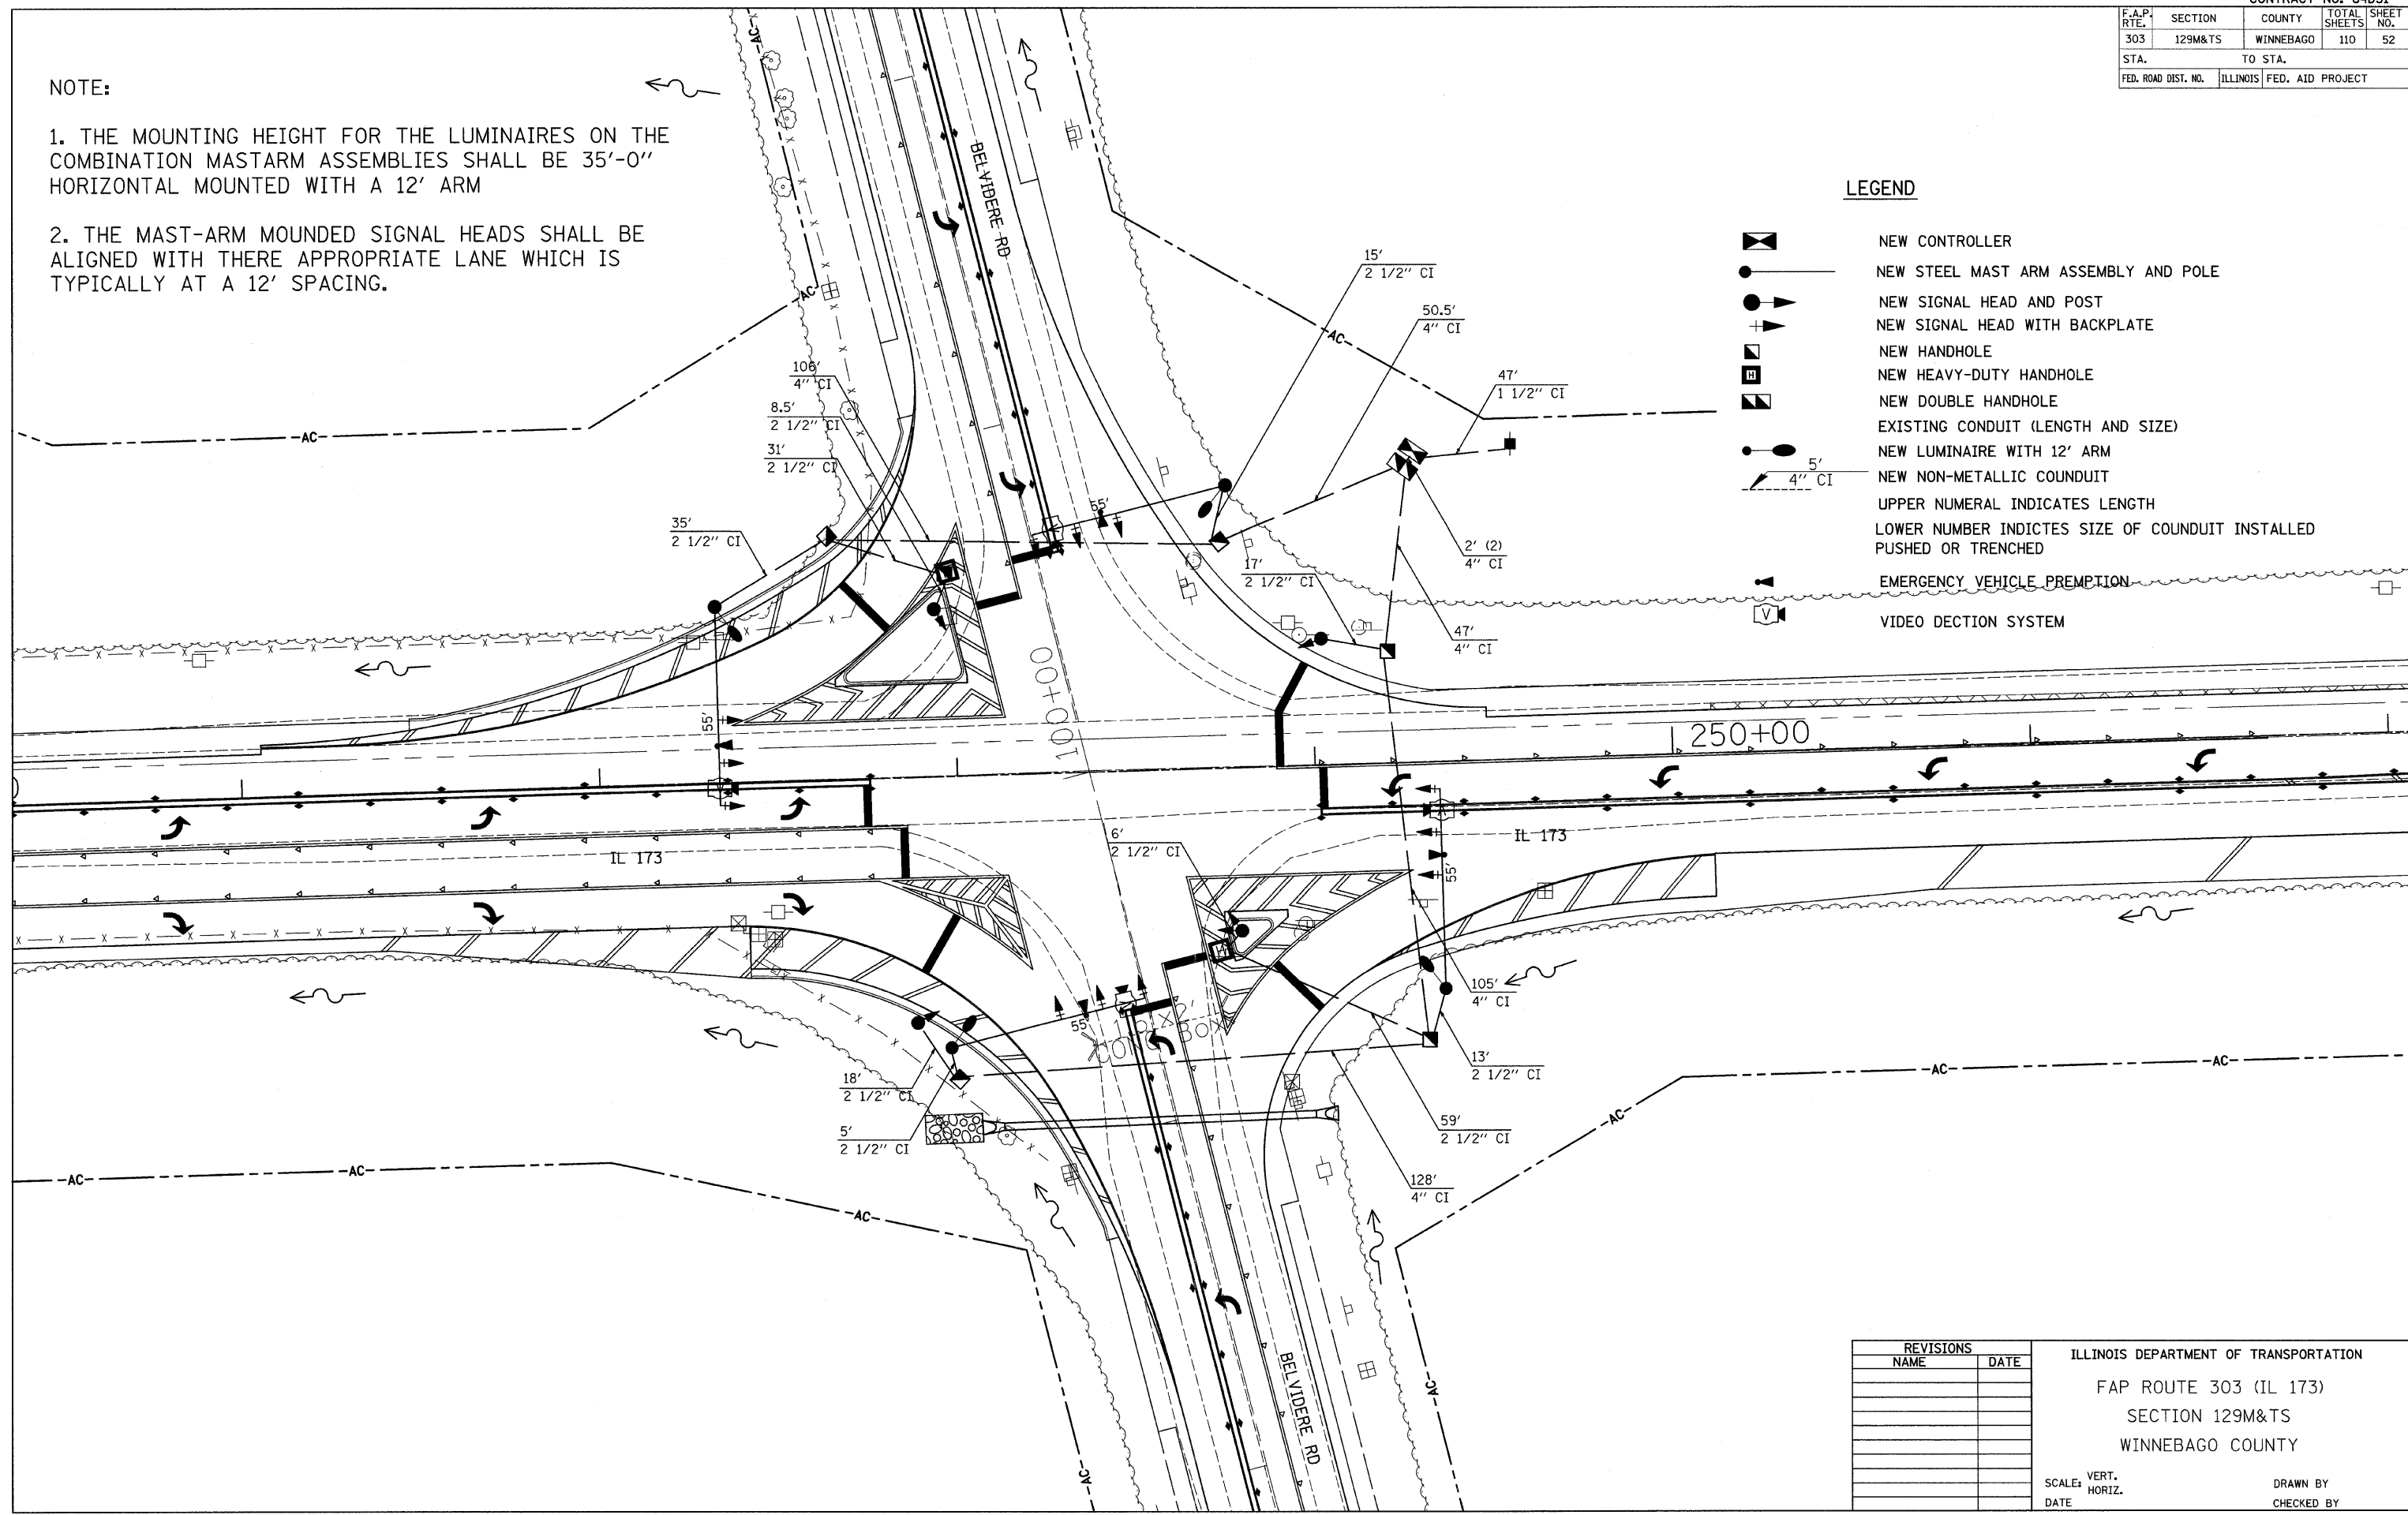 F.A.P. RTE. SECTION COUNTY TOTAL SHEETS SHEET NO.
303 129M&TS WINNEBAGO 110 52
STA. TO STA.
FED. ROAD DIST. NO. ILLINOIS FED. AID PROJECT
NOTE:
1. THE MOUNTING HEIGHT FOR THE LUMINAIRES ON THE
COMBINATION MASTARM ASSEMBLIES SHALL BE 35'-0"
HORIZONTAL MOUNTED WITH A 12' ARM
2. THE MAST-ARM MOUNDED SIGNAL HEADS SHALL BE
ALIGNED WITH THERE APPROPRIATE LANE WHICH IS
TYPICALLY AT A 12' SPACING.
LEGEND
NEW CONTROLLER
NEW STEEL MAST ARM ASSEMBLY AND POLE
NEW SIGNAL HEAD AND POST
NEW SIGNAL HEAD WITH BACKPLATE
NEW HANDHOLE
H NEW HEAVY-DUTY HANDHOLE
NEW DOUBLE HANDHOLE
EXISTING CONDUIT (LENGTH AND SIZE)
NEW LUMINAIRE WITH 12' ARM
5'
4" CI
NEW NON-METALLIC COUNDUIT
UPPER NUMERAL INDICATES LENGTH
LOWER NUMBER INDICTES SIZE OF COUNDUIT INSTALLED
PUSHED OR TRENCHED
EMERGENCY VEHICLE PREMPTION
V VIDEO DECTION SYSTEM
AC
BELVIDERE RD
AC
AC
AC
15'
2 1/2" CI
50.5'
4" CI
47'
1 1/2" CI
106'
4" CI
8.5'
2 1/2" CI
31'
2 1/2" CI
35'
2 1/2" CI
55'
2' (2)
4" CI
17'
2 1/2" CI
47'
4" CI
1100+00
55'
250+00
IL 173
IL 173
6'
2 1/2" CI
55'
105'
4" CI
55'
18'
2 1/2" CI
5'
2 1/2" CI
13'
2 1/2" CI
59'
2 1/2" CI
128'
4" CI
AC
AC
AC
AC
AC
AC
AC
AC
BELVIDERE RD
REVISIONS
NAME DATE
ILLINOIS DEPARTMENT OF TRANSPORTATION
FAP ROUTE 303 (IL 173)
SECTION 129M&TS
WINNEBAGO COUNTY
SCALE: VERT.
HORIZ.
DRAWN BY
DATE
CHECKED BY